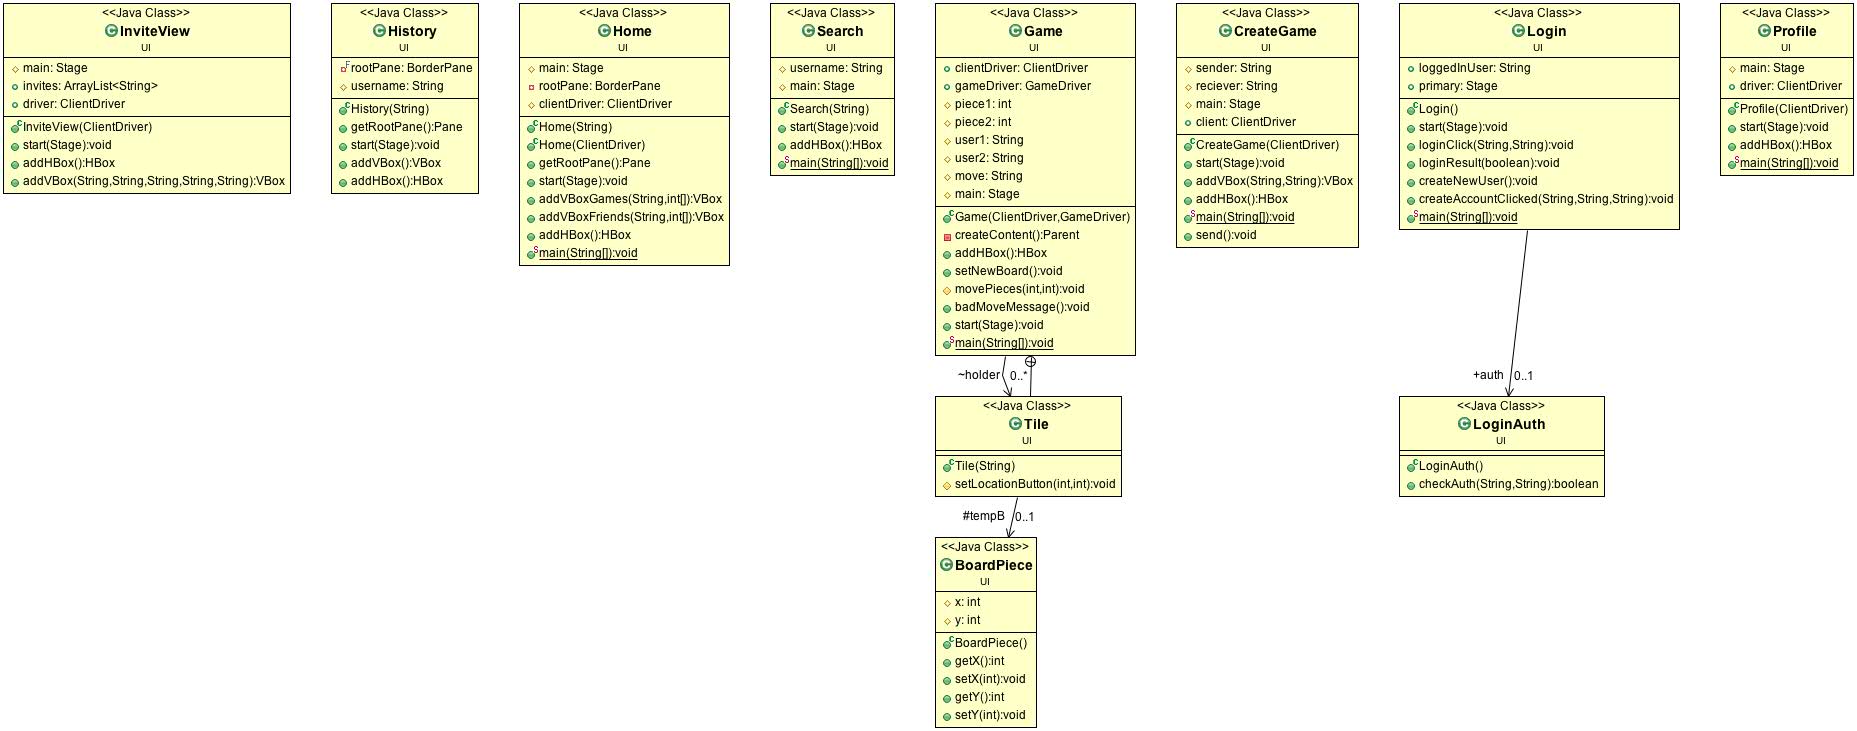 <<Java Class>>
InviteView
UI
main: Stage
invites: ArrayList<String>
driver: ClientDriver
InviteView(ClientDriver)
start(Stage):void
addHBox():HBox
addVBox(String,String,String,String,String):VBox
<<Java Class>>
History
UI
rootPane: BorderPane
username: String
History(String)
getRootPane():Pane
start(Stage):void
addVBox():VBox
addHBox():HBox
<<Java Class>>
Home
UI
main: Stage
rootPane: BorderPane
clientDriver: ClientDriver
Home(String)
Home(ClientDriver)
getRootPane():Pane
start(Stage):void
addVBoxGames(String,int[]):VBox
addVBoxFriends(String,int[]):VBox
addHBox():HBox
main(String[]):void
<<Java Class>>
Search
UI
username: String
main: Stage
Search(String)
start(Stage):void
addHBox():HBox
main(String[]):void
<<Java Class>>
Game
UI
clientDriver: ClientDriver
gameDriver: GameDriver
piece1: int
piece2: int
user1: String
user2: String
move: String
main: Stage
Game(ClientDriver,GameDriver)
createContent():Parent
addHBox():HBox
setNewBoard():void
movePieces(int,int):void
badMoveMessage():void
start(Stage):void
main(String[]):void
~holder 0..*
<<Java Class>>
Tile
UI
Tile(String)
setLocationButton(int,int):void
#tempB 0..1
<<Java Class>>
BoardPiece
UI
x: int
y: int
BoardPiece()
getX():int
setX(int):void
getY():int
setY(int):void
<<Java Class>>
CreateGame
UI
sender: String
reciever: String
main: Stage
client: ClientDriver
CreateGame(ClientDriver)
start(Stage):void
addVBox(String,String):VBox
addHBox():HBox
main(String[]):void
send():void
<<Java Class>>
Login
UI
loggedInUser: String
primary: Stage
Login()
start(Stage):void
loginClick(String,String):void
loginResult(boolean):void
createNewUser():void
createAccountClicked(String,String,String):void
main(String[]):void
+auth 0..1
<<Java Class>>
LoginAuth
UI
LoginAuth()
checkAuth(String,String):boolean
<<Java Class>>
Profile
UI
main: Stage
driver: ClientDriver
Profile(ClientDriver)
start(Stage):void
addHBox():HBox
main(String[]):void